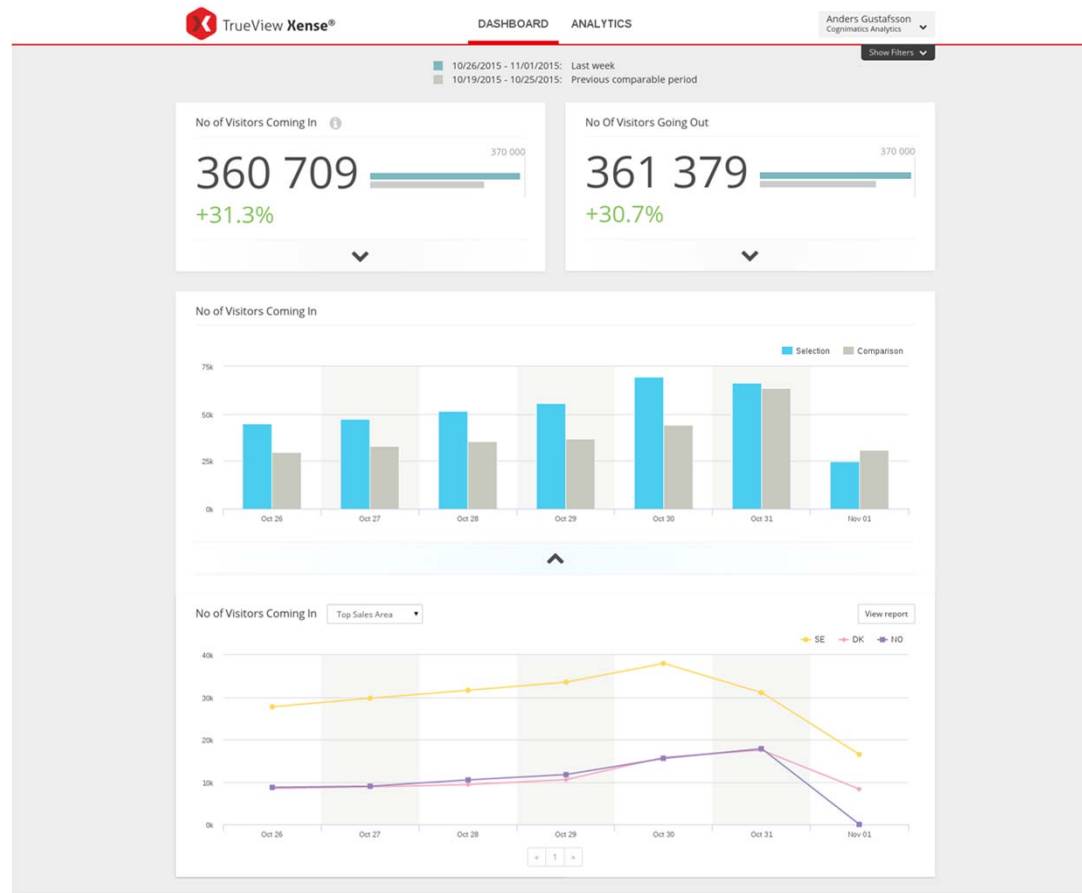 TrueView Xense®
DASHBOARD ANALYTICS
Anders Gustafsson
Cognimatics Analytics
Show Filters
10/26/2015 - 11/01/2015: Last week
10/19/2015 - 10/25/2015: Previous comparable period
No of Visitors Coming In
370 000
360 709
+31.3%
No Of Visitors Going Out
370 000
361 379
+30.7%
No of Visitors Coming In
Selection Comparison
75k
50k
25k
0k
Oct 26 Oct 27 Oct 28 Oct 29 Oct 30 Oct 31 Nov 01
No of Visitors Coming In Top Sales Area View report
SE DK NO
40k
30k
20k
10k
0k
Oct 26 Oct 27 Oct 28 Oct 29 Oct 30 Oct 31 Nov 01
« 1 »